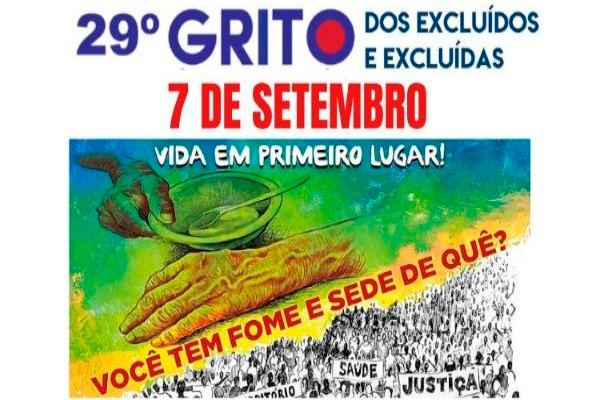 29º GRITO
DOS EXCLUÍDOS
E EXCLUÍDAS
7 DE SETEMBRO
VIDA EM PRIMEIRO LUGAR!
VOCÊ TEM FOME E SEDE DE QUÊ?
SAÚDE
JUSTIÇA